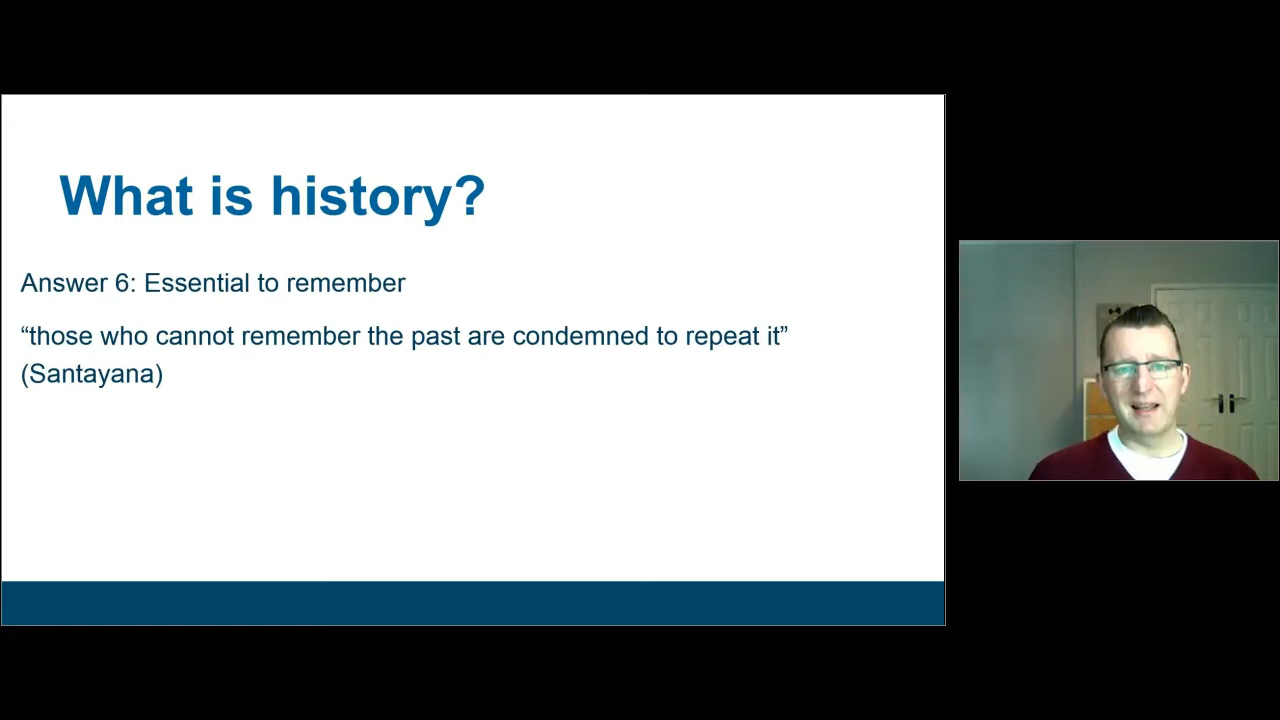 What is history?
Answer 6: Essential to remember
“those who cannot remember the past are condemned to repeat it”
(Santayana)